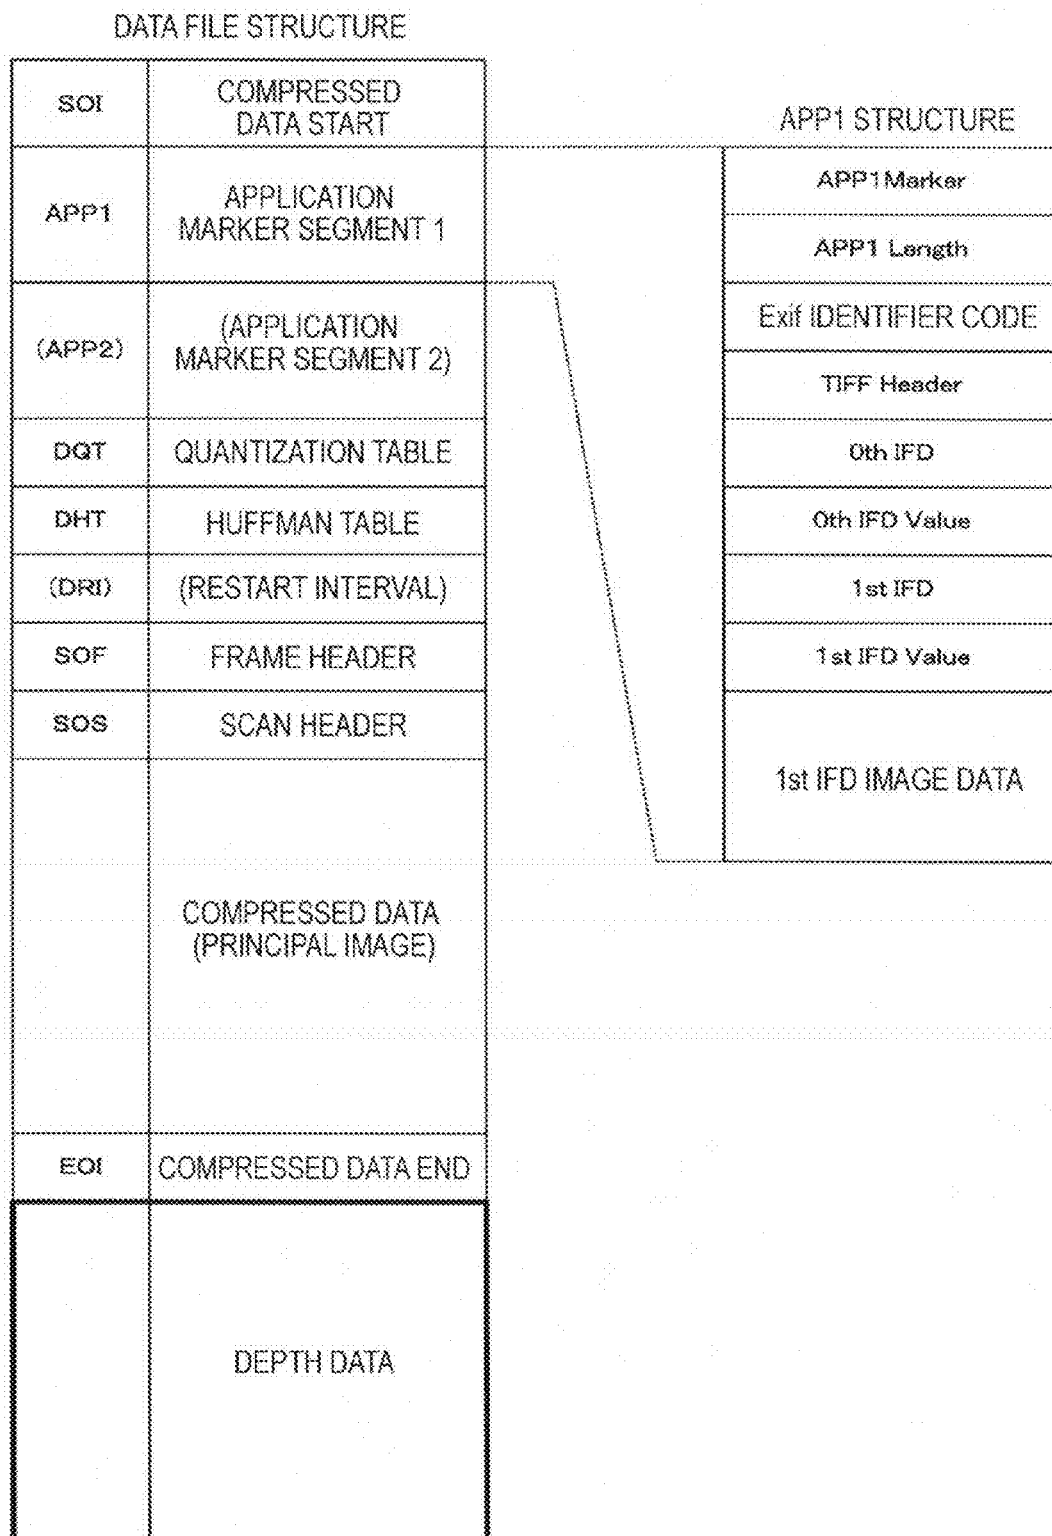 DATA FILE STRUCTURE
SOI
COMPRESSED
DATA START
APP1
APPLICATION
MARKER SEGMENT 1
(APP2)
(APPLICATION
MARKER SEGMENT 2)
DQT
QUANTIZATION TABLE
DHT
HUFFMAN TABLE
(DRI)
(RESTART INTERVAL)
SOF
FRAME HEADER
SOS
SCAN HEADER
COMPRESSED DATA
(PRINCIPAL IMAGE)
EOI
COMPRESSED DATA END
DEPTH DATA
APP1 STRUCTURE
APP1Marker
APP1 Length
Exif IDENTIFIER CODE
TIFF Header
0th IFD
0th IFD Value
1st IFD
1st IFD Value
1st IFD IMAGE DATA